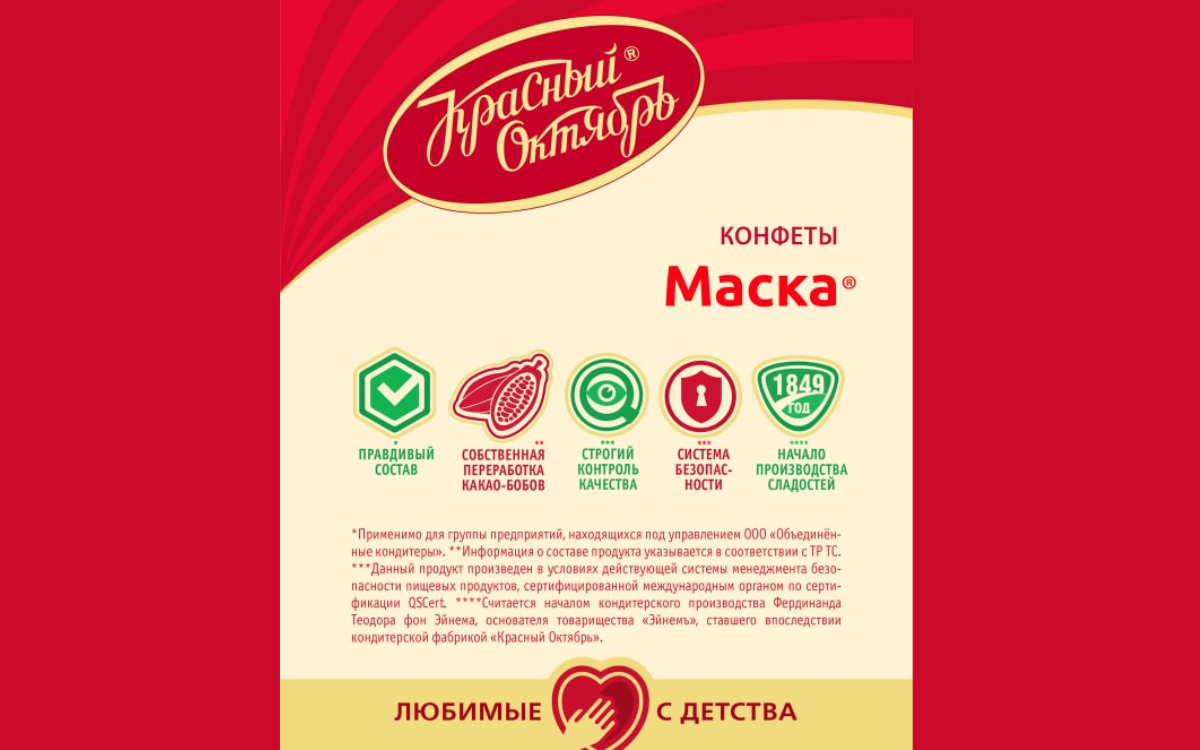 Красный®
Октябрь
КОНФЕТЫ
Маска®
*
ПРАВДИВЫЙ
СОСТАВ
**
СОБСТВЕННАЯ
ПЕРЕРАБОТКА
КАКАО-БОБОВ
***
СТРОГИЙ
КОНТРОЛЬ
КАЧЕСТВА
***
СИСТЕМА
БЕЗОПАС-
НОСТИ
1849
ГОД
****
НАЧАЛО
ПРОИЗВОДСТВА
СЛАДОСТЕЙ
*Применимо для группы предприятий, находящихся под управлением ООО «Объединён-
ные кондитеры». **Информация о составе продукта указывается в соответствии с ТР ТС.
***Данный продукт произведен в условиях действующей системы менеджмента безо-
пасности пищевых продуктов, сертифицированной международным органом по серти-
фикации QSCert. ****Считается началом кондитерского производства Фердинанда
Теодора фон Эйнема, основателя товарищества «Эйнемъ», ставшего впоследствии
кондитерской фабрикой «Красный Октябрь».
ЛЮБИМЫЕ С ДЕТСТВА